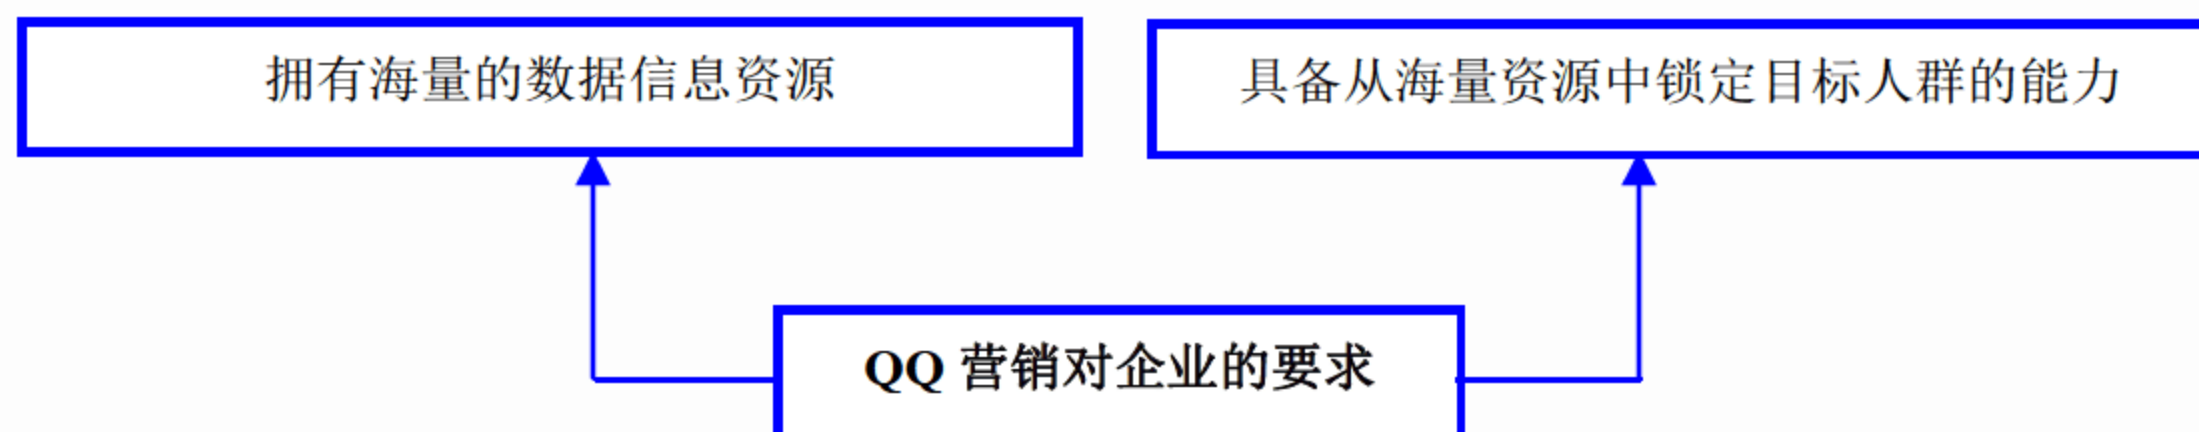 拥有海量的数据信息资源
具备从海量资源中锁定目标人群的能力
QQ 营销对企业的要求